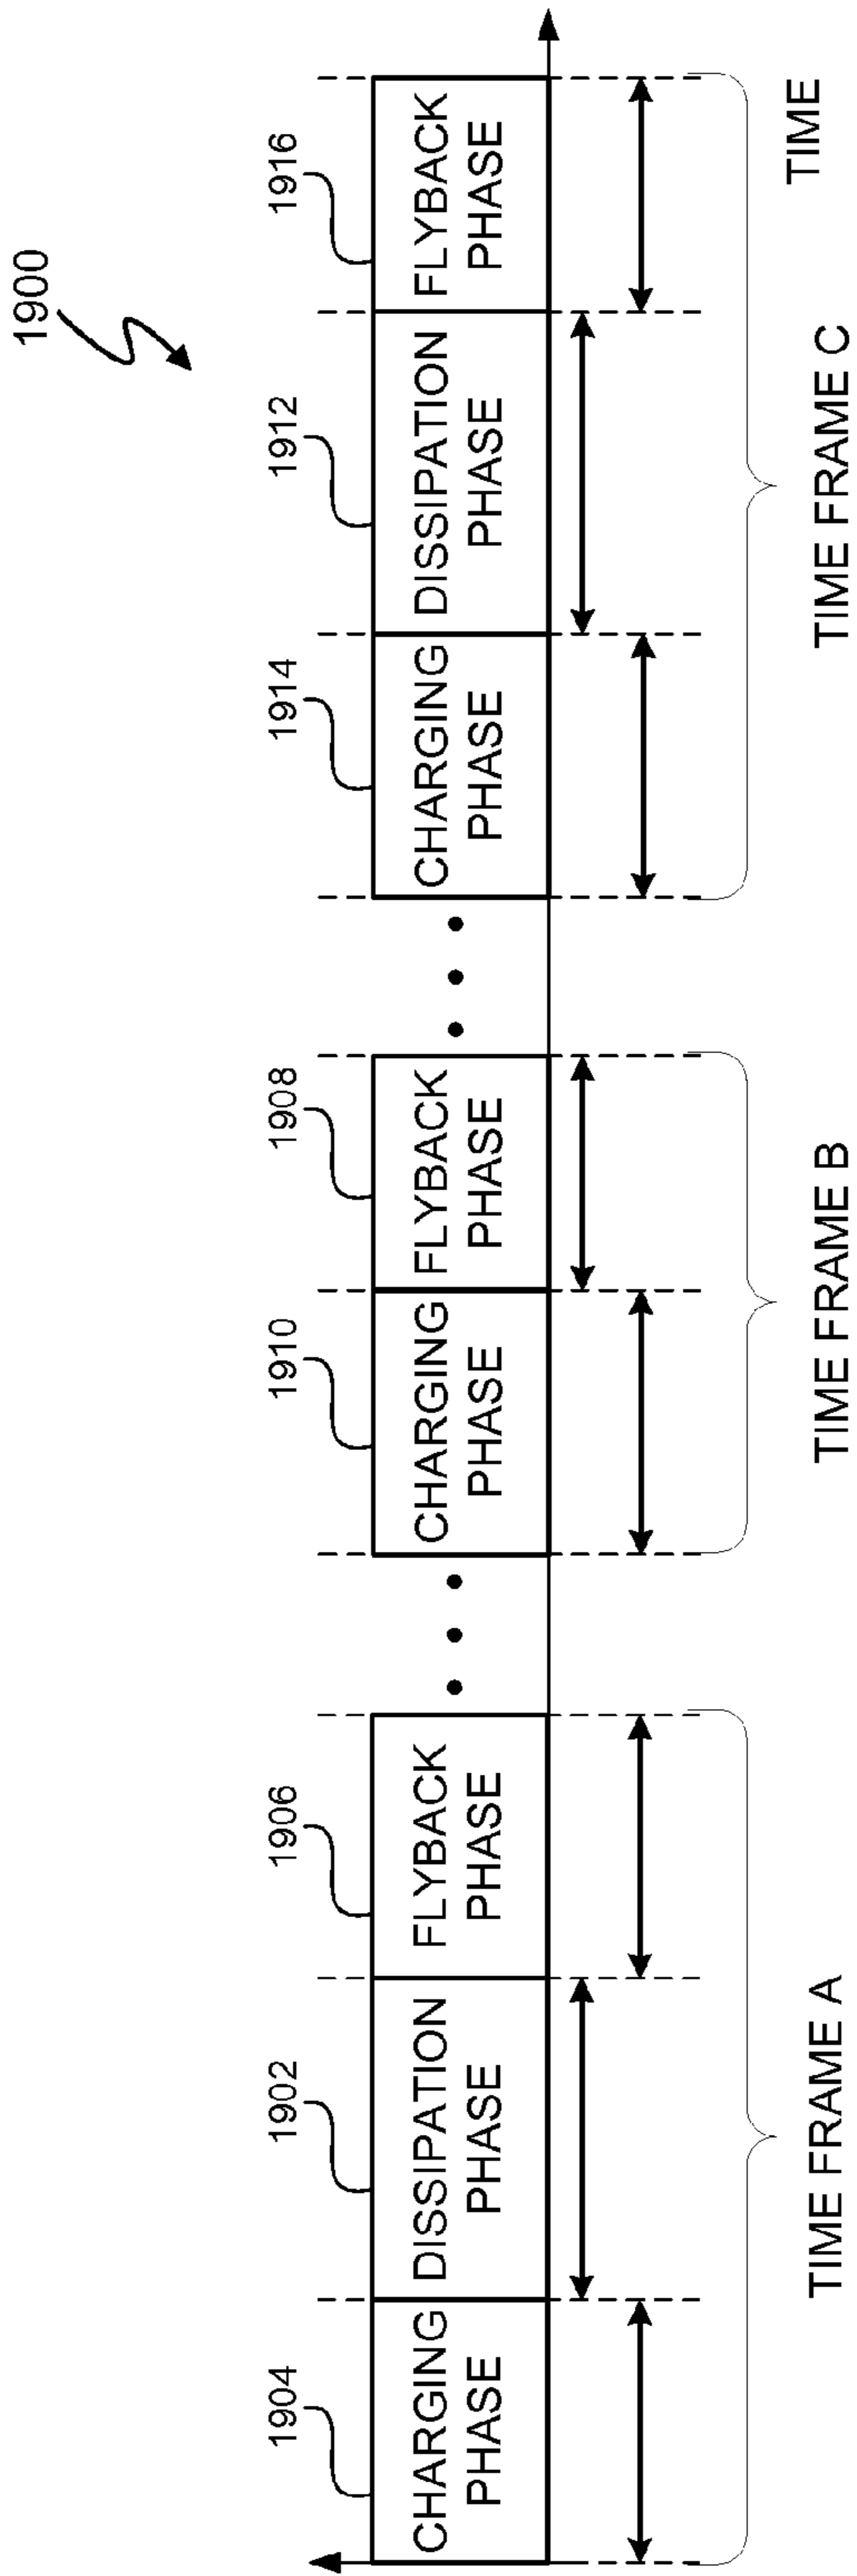 1900
1904
1902
1906
1910
1908
1914
1912
1916
CHARGING
PHASE
DISSIPATION
PHASE
FLYBACK
PHASE
CHARGING
PHASE
FLYBACK
PHASE
CHARGING
PHASE
DISSIPATION
PHASE
FLYBACK
PHASE
TIME
TIME FRAME A
TIME FRAME B
TIME FRAME C